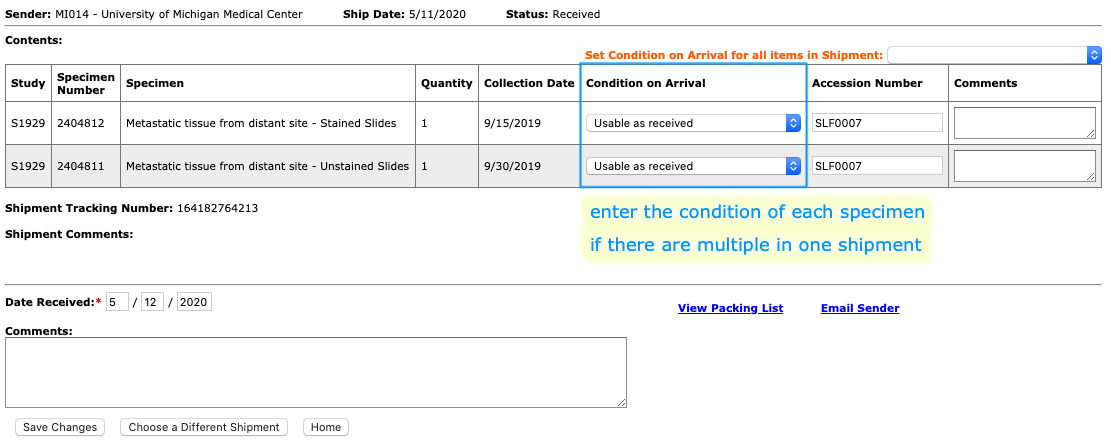 Sender: MI014 - University of Michigan Medical Center Ship Date: 5/11/2020 Status: Received
Contents:
Set Condition on Arrival for all items in Shipment:
Study Specimen Number Specimen Quantity Collection Date Condition on Arrival Accession Number Comments
S1929 2404812 Metastatic tissue from distant site - Stained Slides 1 9/15/2019 Usable as received SLF0007
S1929 2404811 Metastatic tissue from distant site - Unstained Slides 1 9/30/2019 Usable as received SLF0007
Shipment Tracking Number: 164182764213
enter the condition of each specimen
Shipment Comments:
if there are multiple in one shipment
Date Received:* 5 / 12 / 2020
View Packing List Email Sender
Comments:
Save Changes Choose a Different Shipment Home